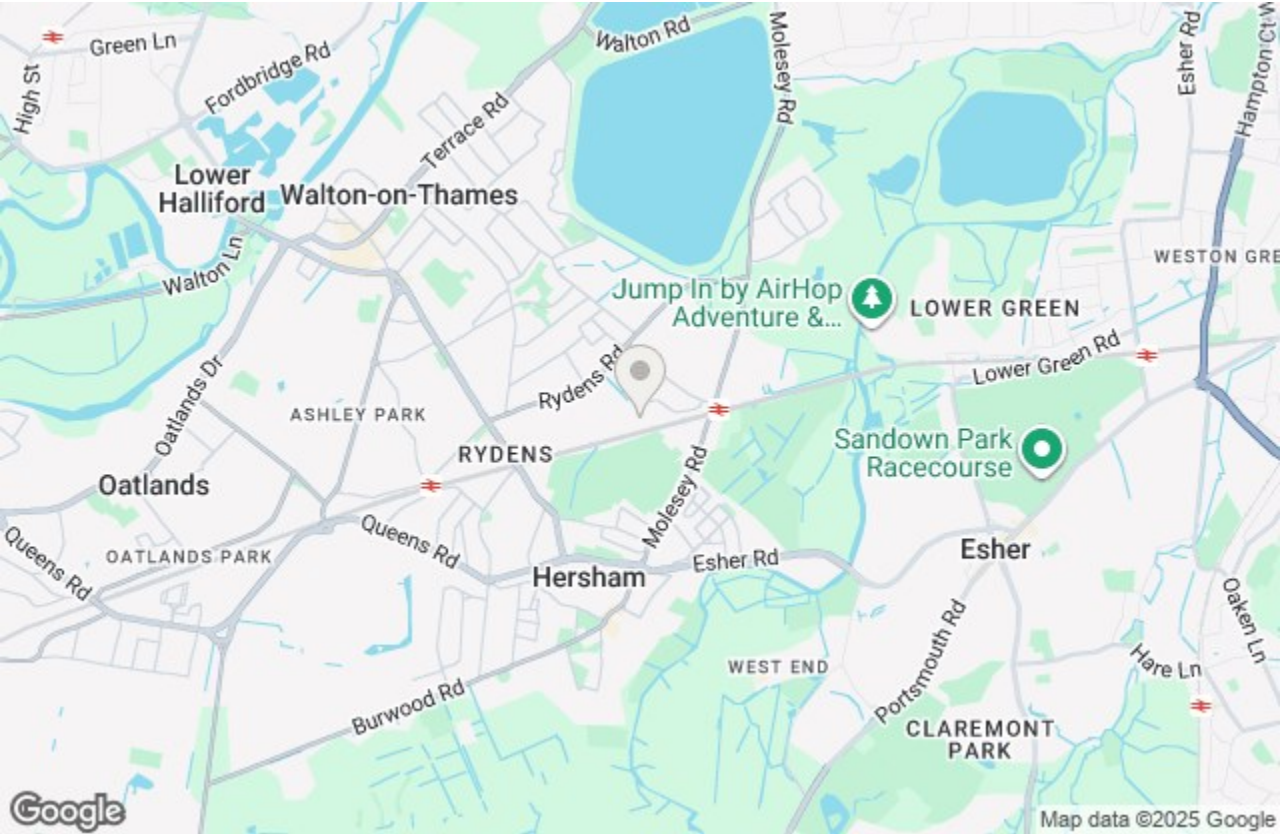 Walton Rd
Molesey Rd
Esher Rd
Hampton Ct W
Green Ln
Fordbridge Rd
High St
Terrace Rd
Lower
Halliford
Walton-on-Thames
Walton Ln
WESTON GRE
Jump In by AirHop
Adventure &...
LOWER GREEN
Lower Green Rd
Rydens Rd
Oatlands Dr
ASHLEY PARK
Sandown Park
Racecourse
RYDENS
Oatlands
Molesey Rd
Queens Rd
Queens Rd
OATLANDS PARK
Esher Rd
Esher
Hersham
Oaken Ln
Portsmouth Rd
WEST END
Hare Ln
Burwood Rd
CLAREMONT
PARK
Google
Map data ©2025 Google